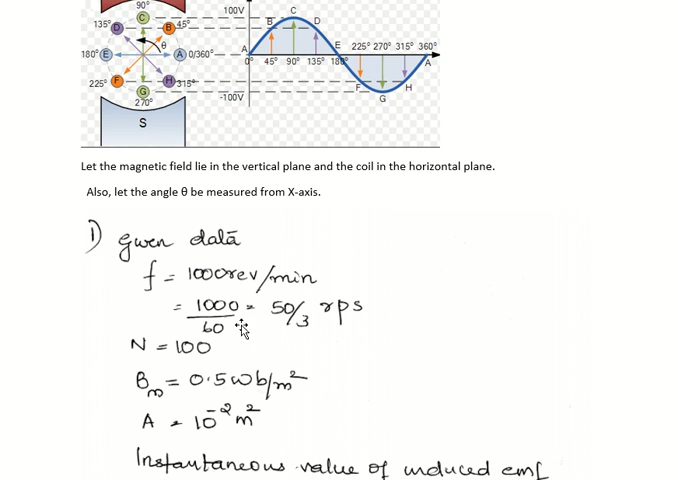 90°
100V
C
C
135°
D
B
45°
B
D
θ
180°
E
A
0/360°
A
E
225° 270° 315° 360°
0°
45°
90°
135°
180°
A
225°
F
H
315°
F
H
G
270°
-100V
G
S
Let the magnetic field lie in the vertical plane and the coil in the horizontal plane.
Also, let the angle θ be measured from X-axis.
1) Given data
f = 1000rev/min
= 1000/60 = 50/3 rps
N = 100
Bm = 0.5 wb/m²
A = 10⁻² m²
Instantaneous value of induced emf